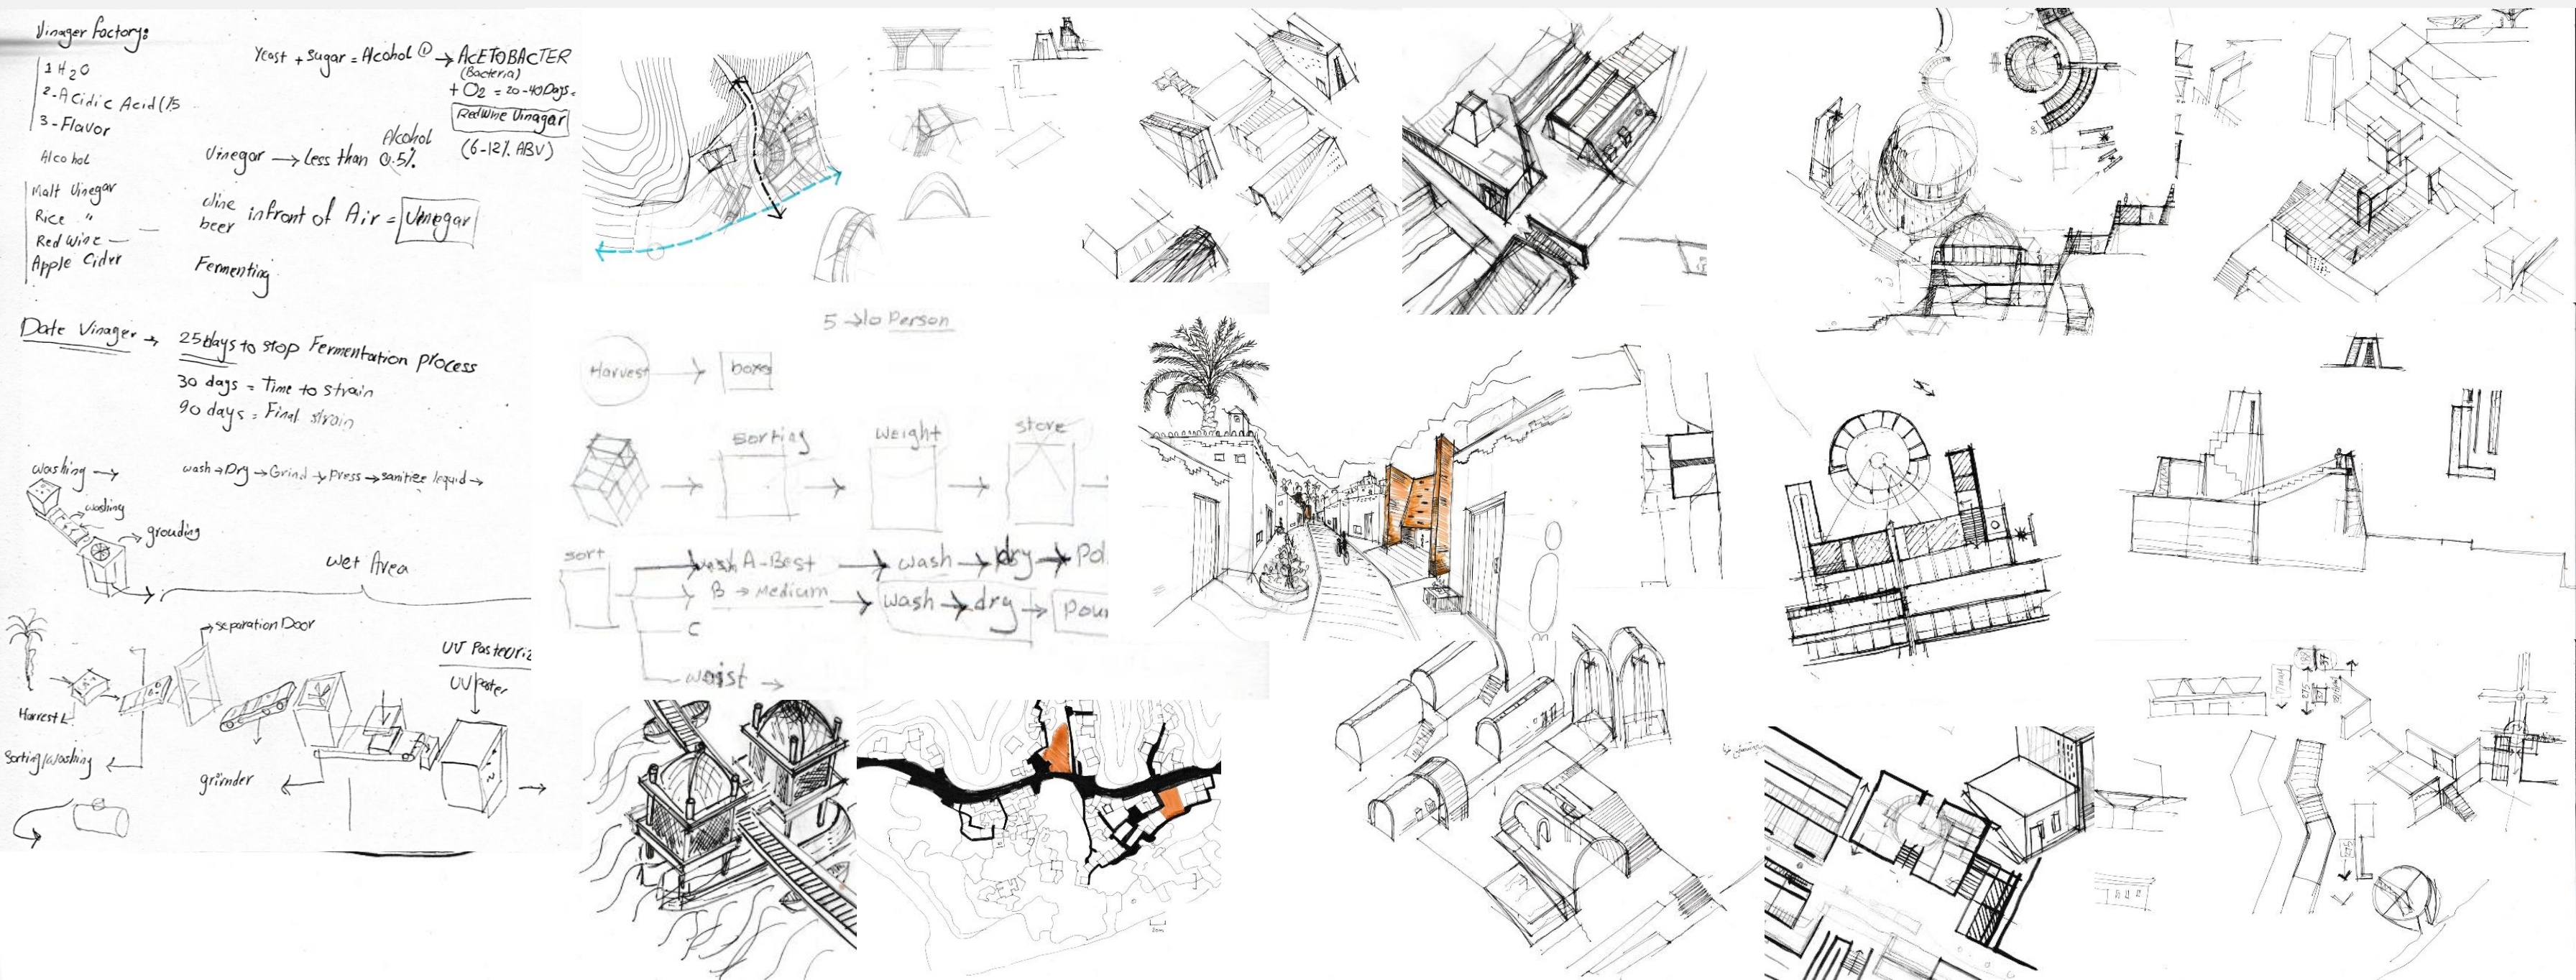 Vinager Factory:
1 H2O
2-Acidic Acid (15
3-Flavor
Alcohol
Malt Vinegar
Rice "
Red Wine —
Apple Cider
Yeast + sugar = Alcohol ① → ACETOBACTER
(Bacteria)
+ O2 = 20-40 Days =
Red Wine Vinagar
(6-12% ABV)
Alcohol
Vinegar → Less than 0.5%
wine
beer
infront of Air = Vinegar
Fermenting
Date Vinager →
25 days to stop Fermentation process
30 days = Time to strain
90 days = Final strain
washing →
wash → Dry → Grind → Press → sanitize liquid →
washing
grouding
wet Area
separation Door
UV Pasteuriz
UV Paster
Harvest
Sorting/washing
grinder
5 → 10 Person
Harvest → boxes
sorting
weight
store
sort
A-Best → wash → dry → Pol
B → Medium → wash → dry → Pour
C
waist →